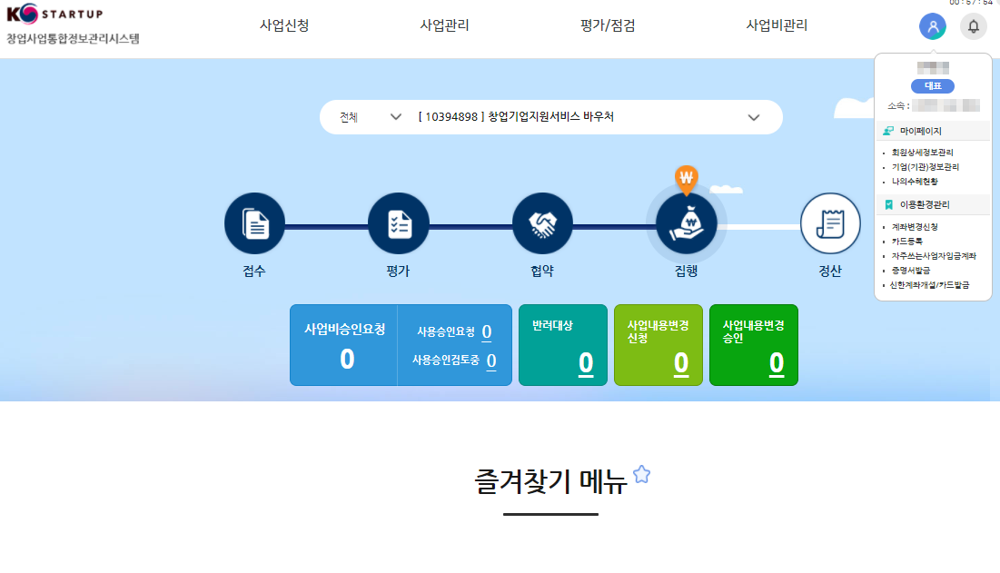 K STARTUP
창업사업통합정보관리시스템
사업신청
사업관리
평가/점검
사업비관리
대표
소속 :
마이페이지
회원상세정보관리
기업(기관)정보관리
나의수혜현황
이용환경관리
계좌변경신청
카드등록
자주쓰는사업자입금계좌
증명서발급
신한계좌개설/카드발급
전체
[ 10394898 ] 창업기업지원서비스 바우처
₩
접수
평가
협약
집행
정산
사업비승인요청
0
사용승인요청 0
사용승인검토중 0
반려대상
0
사업내용변경
신청
0
사업내용변경
승인
0
즐겨찾기 메뉴